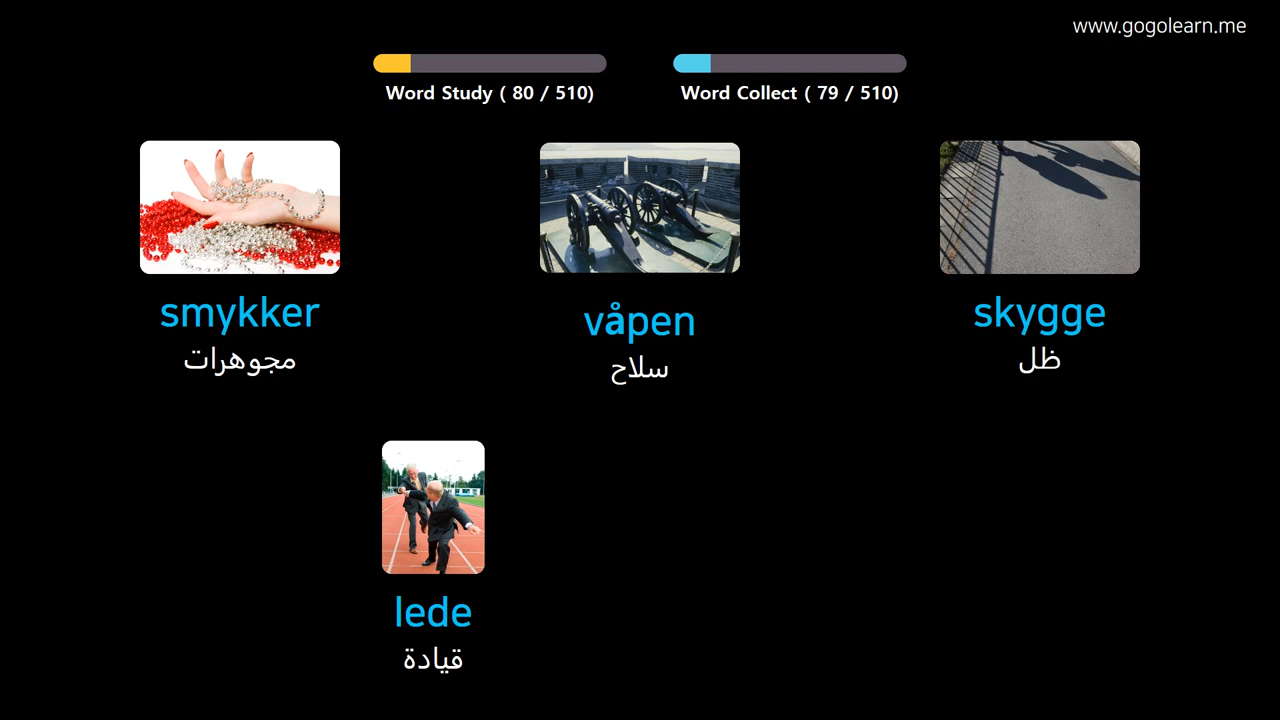 www.gogolearn.me
Word Study ( 80 / 510)
Word Collect ( 79 / 510)
smykker
مجوهرات
våpen
سلاح
skygge
ظل
lede
قيادة